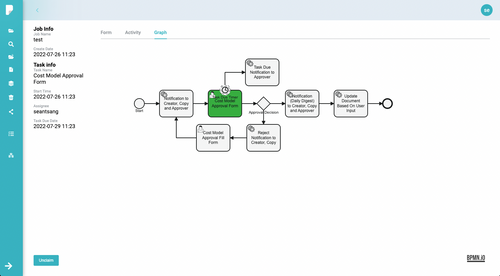 se
Job Info
Job Name
test
Create Date
2022-07-26 11:23
Task info
Task Name
Cost Model Approval
Form
Start Time
2022-07-26 11:23
Assignee
seantsang
Task Due Date
2022-07-29 11:23
Form
Activity
Graph
Task Due
Notification to
Approver
Start
Notification to
Creator, Copy
and Approver
Cost Model
Approval Form
Approval Decision
Notification
(Daily Digest)
to Creator, Copy
and Approver
Update
Document
Based On User
Input
Cost Model
Approval Fill
Form
Reject
Notification to
Creator, Copy
Unclaim
BPMN.iO